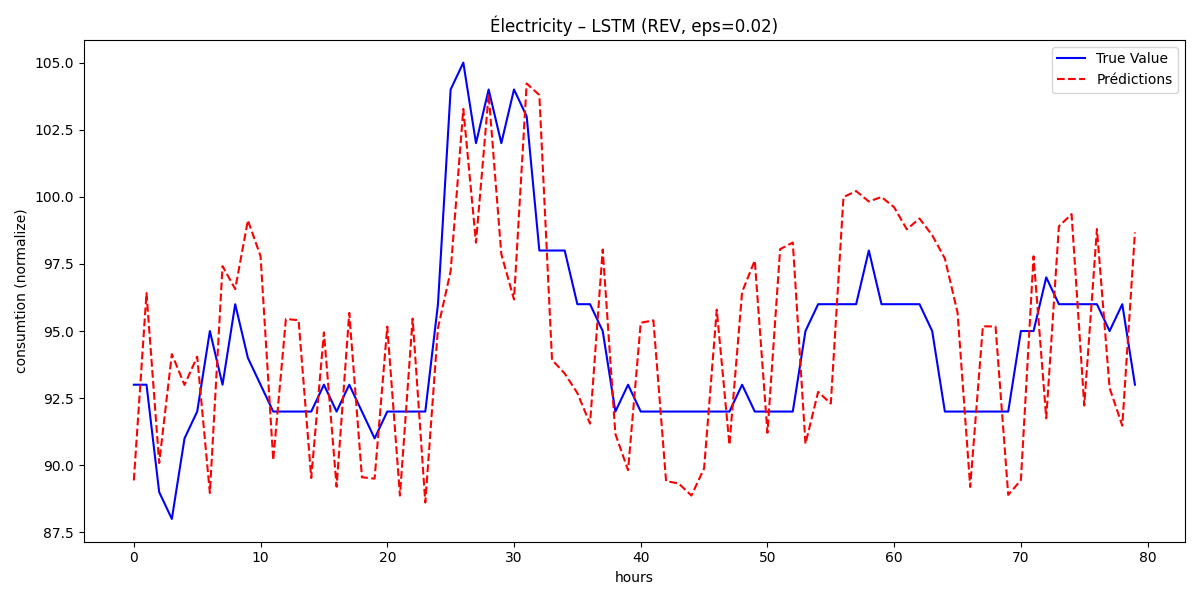 Électricity – LSTM (REV, eps=0.02)
True Value
Prédictions
consumtion (normalize)
105.0
102.5
100.0
97.5
95.0
92.5
90.0
87.5
0 10 20 30 40 50 60 70 80
hours